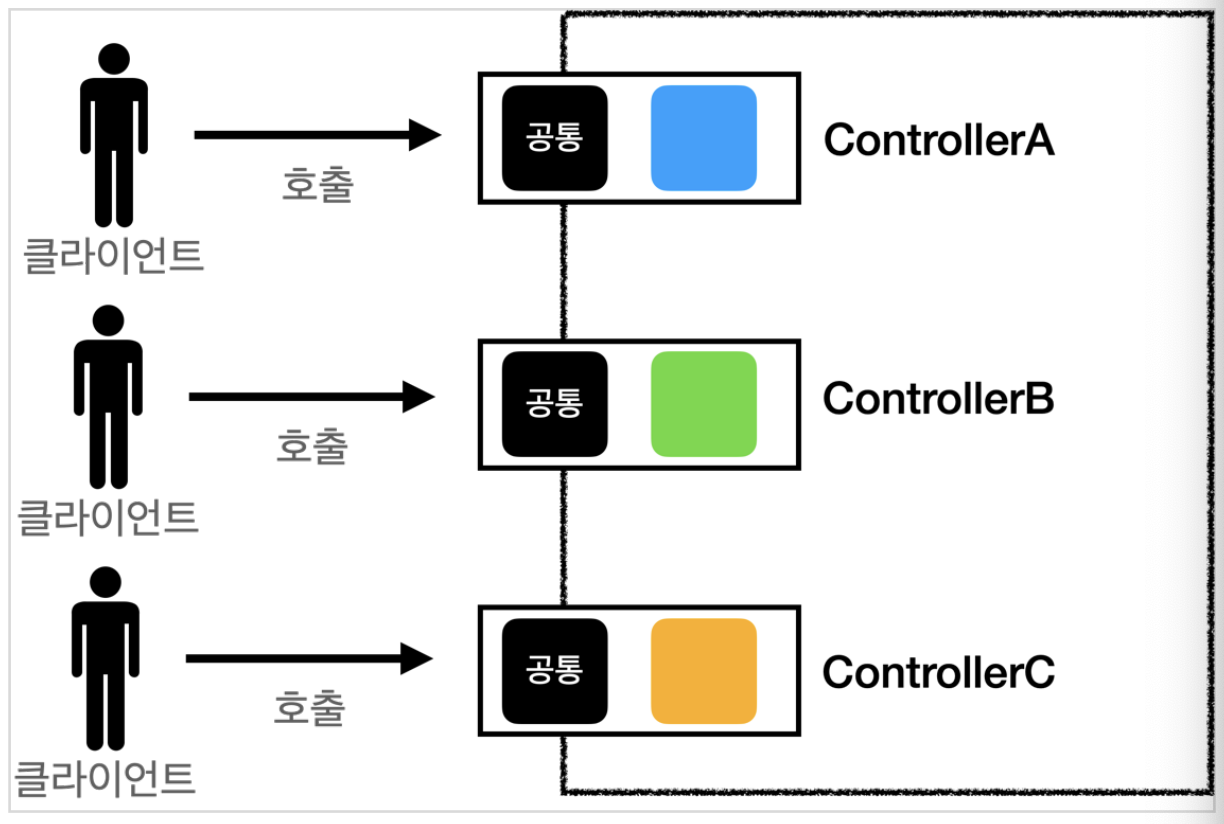 공통
ControllerA
호출
클라이언트
공통
ControllerB
호출
클라이언트
공통
ControllerC
호출
클라이언트